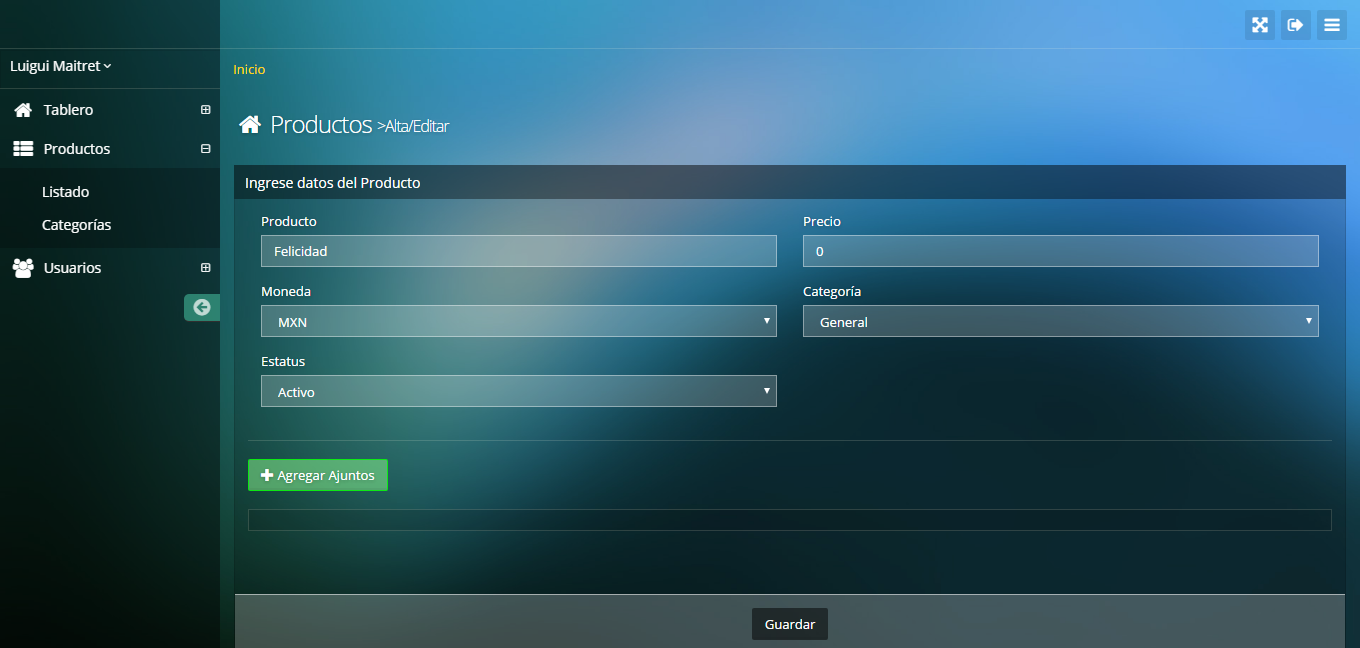 Luigui Maitret
Inicio
Tablero
Productos
Listado
Categorías
Usuarios
Productos >Alta/Editar
Ingrese datos del Producto
Producto
Precio
Felicidad
0
Moneda
Categoría
MXN
General
Estatus
Activo
Agregar Ajuntos
Guardar